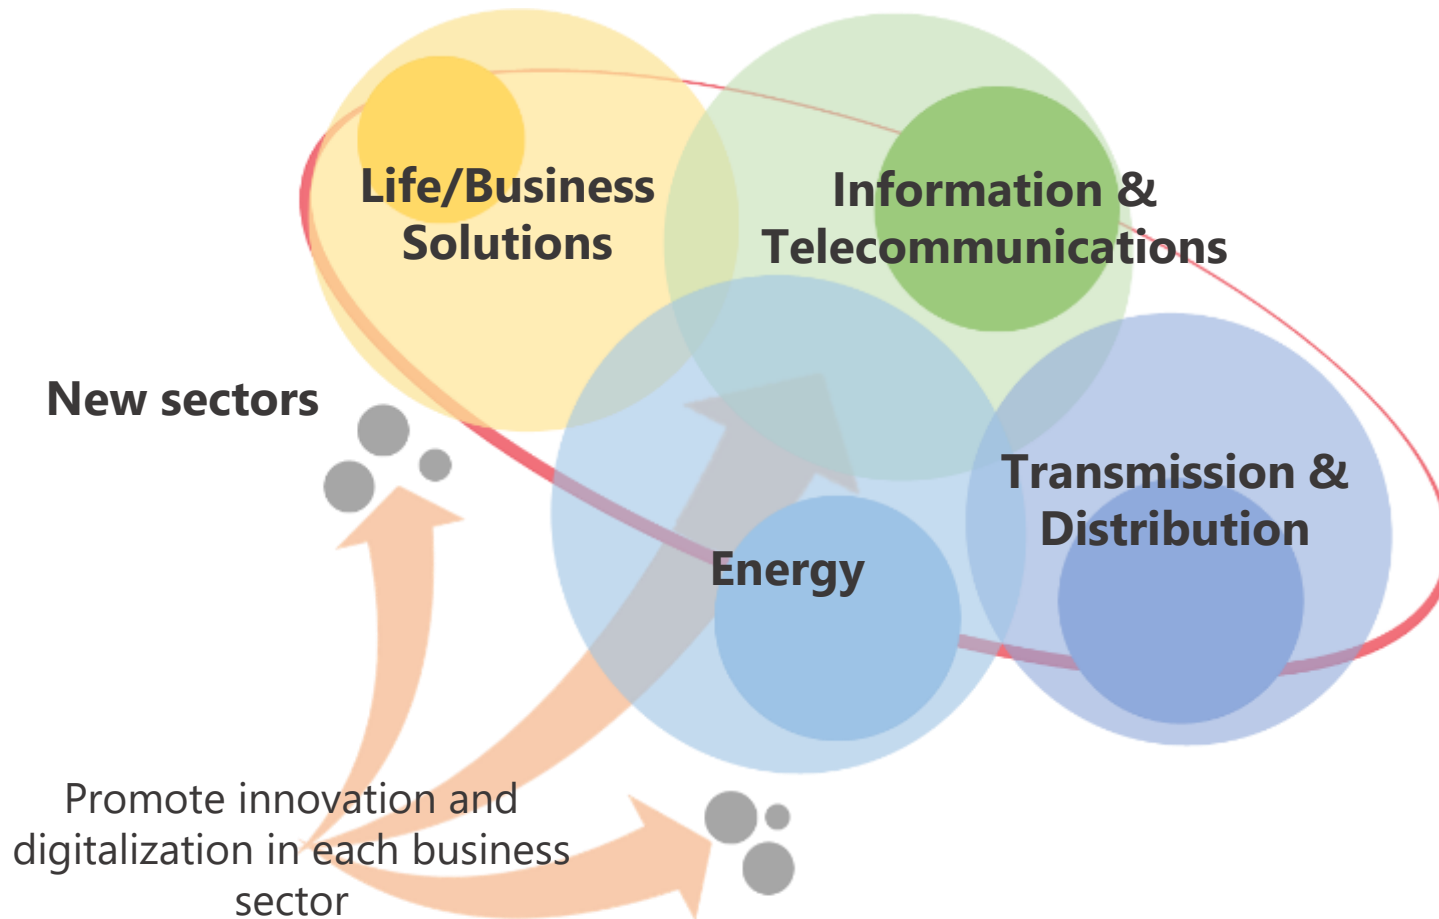 Life/Business
Solutions
Information &
Telecommunications
New sectors
Transmission &
Distribution
Energy
Promote innovation and
digitalization in each business
sector